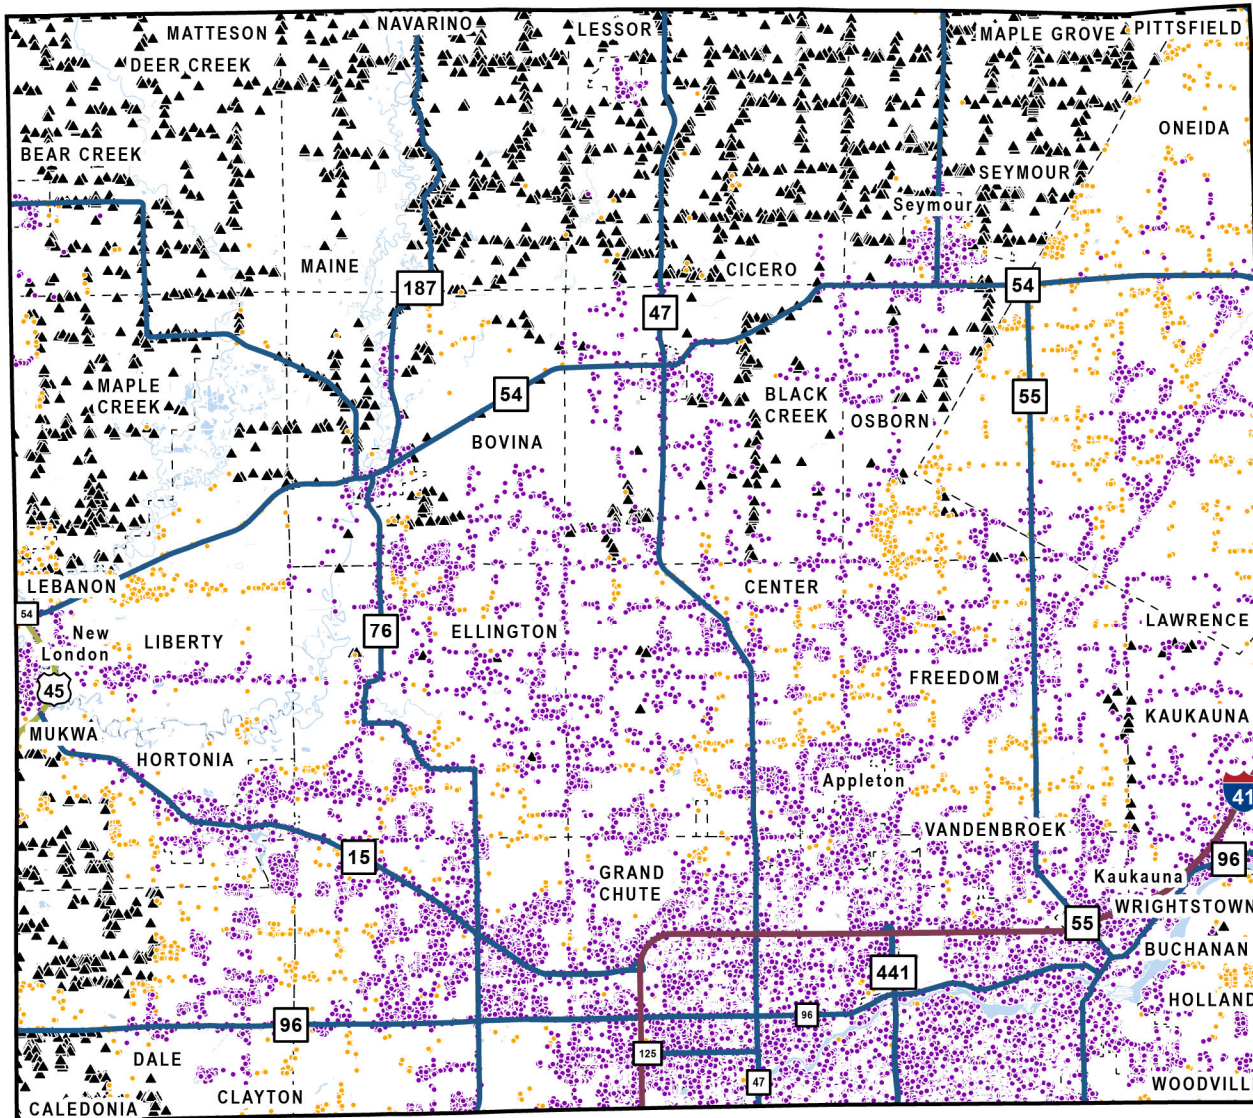 MATTESON
NAVARINO
LESSOR
MAPLE GROVE
PITTSFIELD
DEER CREEK
ONEIDA
BEAR CREEK
SEYMOUR
Seymour
MAINE
CICERO
187
54
47
MAPLE
CREEK
54
55
BLACK
CREEK
OSBORN
BOVINA
LEBANON
CENTER
54
New
London
LIBERTY
76
ELLINGTON
LAWRENCE
45
FREEDOM
MUKWA
KAUKAUNA
HORTONIA
Appleton
41
VANDENBROEK
15
96
GRAND
CHUTE
Kaukauna
WRIGHTSTOWN
55
BUCHANAN
441
HOLLAND
96
96
125
DALE
47
WOODVILL
CLAYTON
CALEDONIA